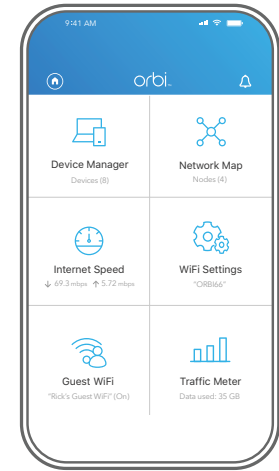 9:41 AM
orbi™
Device Manager
Devices (8)
Network Map
Nodes (4)
Internet Speed
↓ 69.3 mbps ↑ 5.72 mbps
WiFi Settings
"ORBI66"
Guest WiFi
"Rick's Guest WiFi" (On)
Traffic Meter
Data used: 35 GB